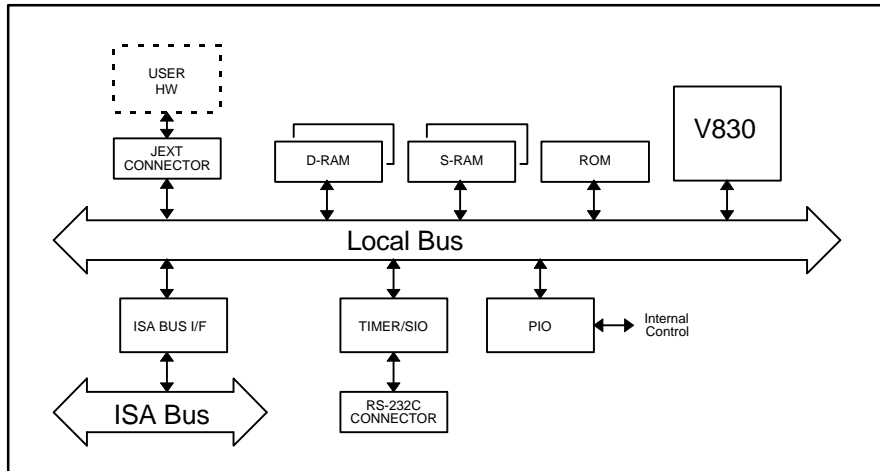 USER
HW
JEXT
CONNECTOR
D-RAM
S-RAM
ROM
V830
Local Bus
ISA BUS I/F
TIMER/SIO
PIO
Internal
Control
ISA Bus
RS-232C
CONNECTOR